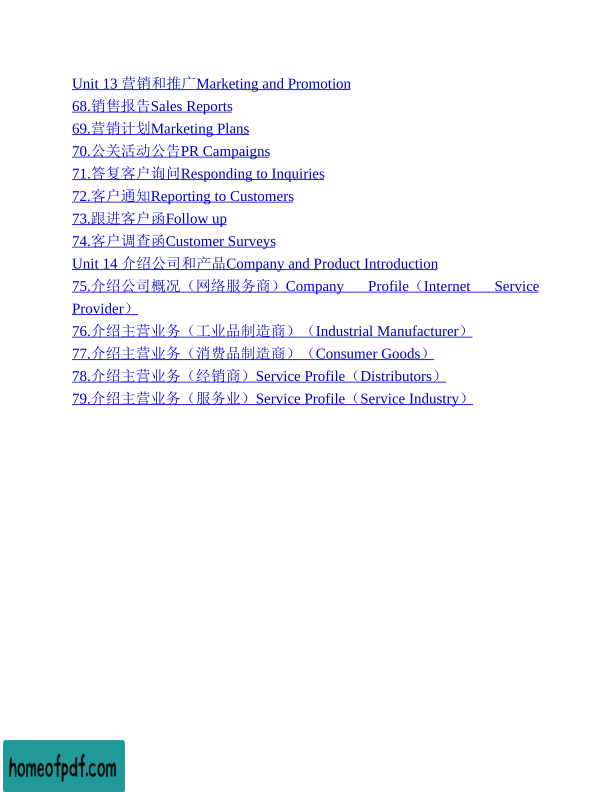 Unit 13 营销和推广Marketing and Promotion
68.销售报告Sales Reports
69.营销计划Marketing Plans
70.公关活动公告PR Campaigns
71.答复客户询问Responding to Inquiries
72.客户通知Reporting to Customers
73.跟进客户函Follow up
74.客户调查函Customer Surveys
Unit 14 介绍公司和产品Company and Product Introduction
75.介绍公司概况（网络服务商）Company Profile（Internet Service
Provider）
76.介绍主营业务（工业品制造商）（Industrial Manufacturer）
77.介绍主营业务（消费品制造商）（Consumer Goods）
78.介绍主营业务（经销商）Service Profile（Distributors）
79.介绍主营业务（服务业）Service Profile（Service Industry）
homeofpdf.com